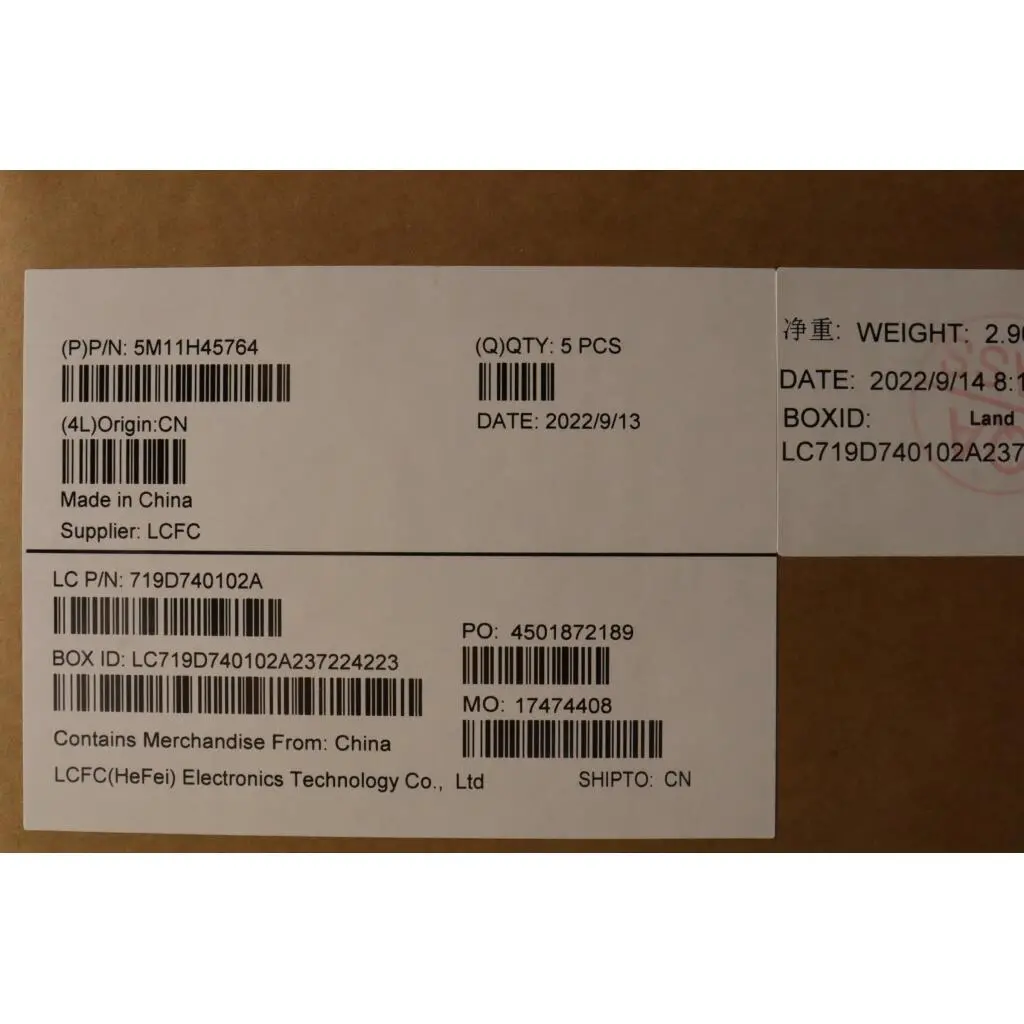 (P)P/N: 5M11H45764
(Q)QTY: 5 PCS
(4L)Origin:CN
DATE: 2022/9/13
Made in China
Supplier: LCFC
LC P/N: 719D740102A
PO: 4501872189
BOX ID: LC719D740102A237224223
MO: 17474408
Contains Merchandise From: China
LCFC(HeFei) Electronics Technology Co., Ltd
SHIPTO: CN
净重: WEIGHT: 2.9
DATE: 2022/9/14 8:1
BOXID: Land
LC719D740102A237